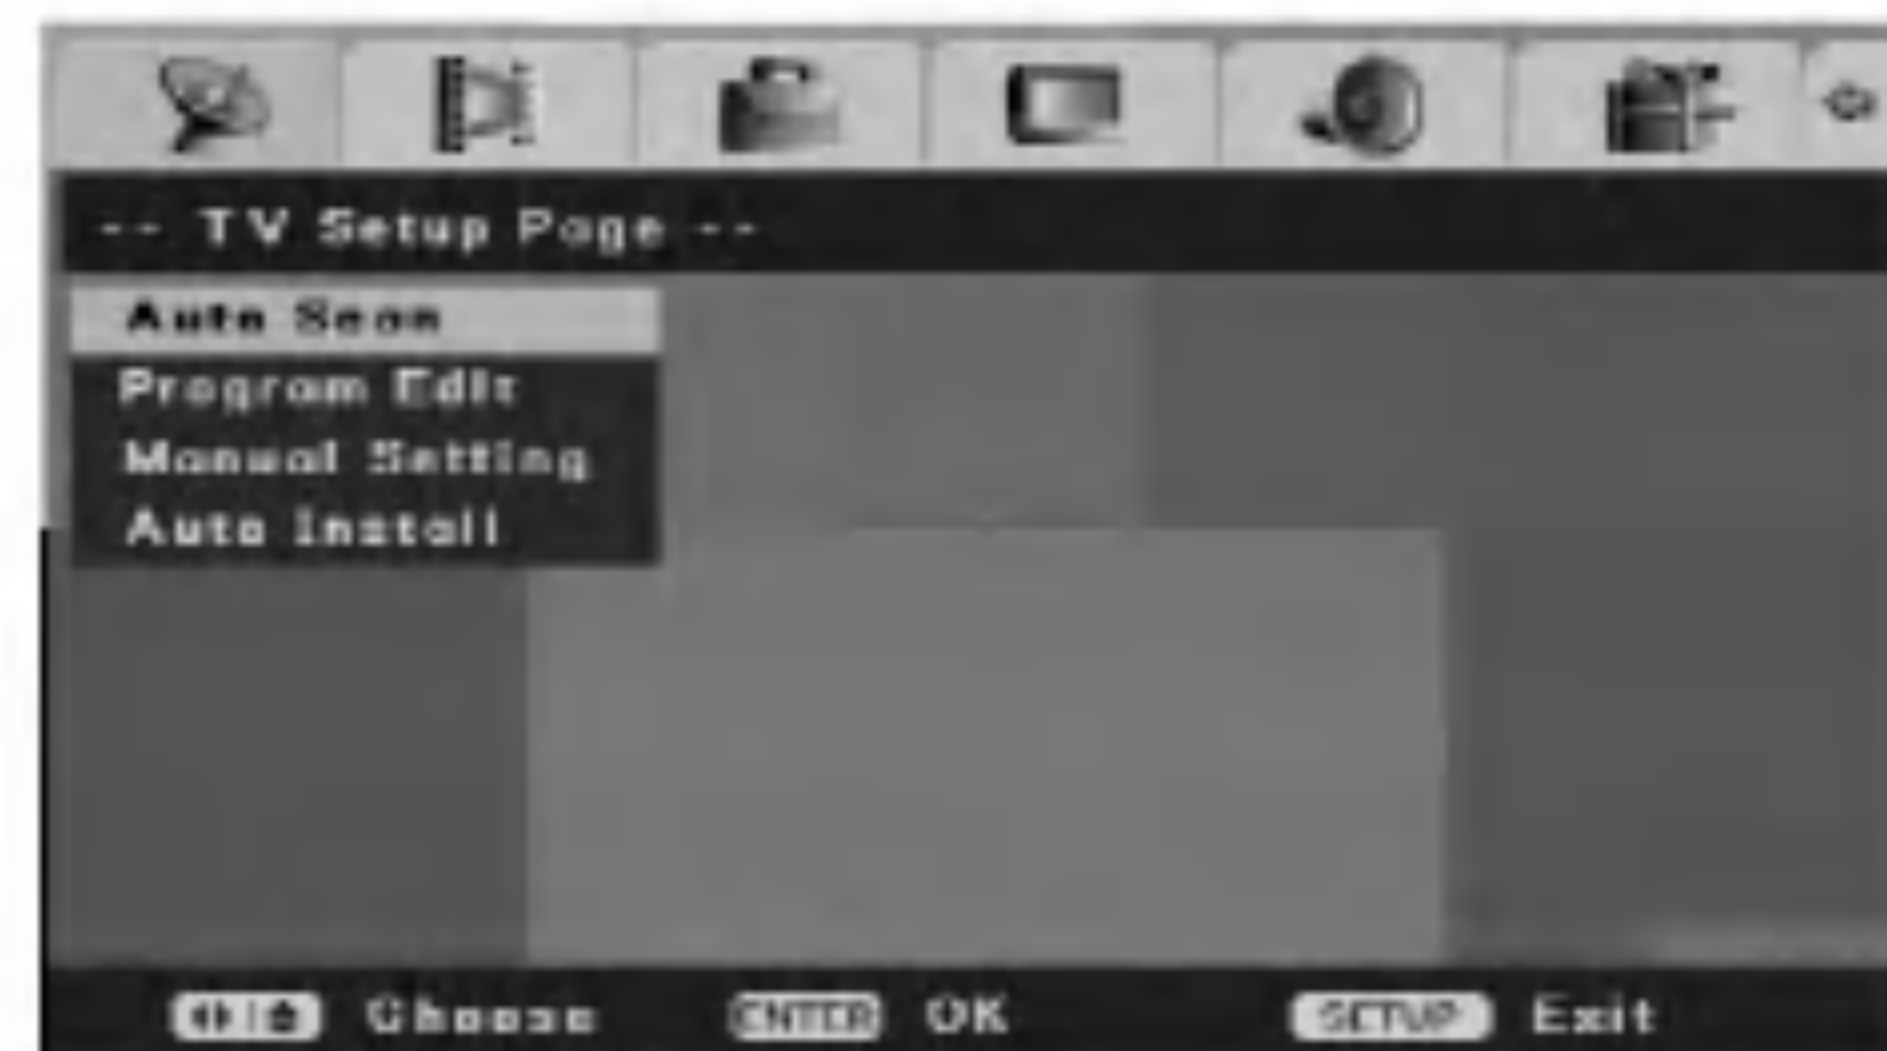 -- TV Setup Page --
Auto Scan
Program Edit
Manual Setting
Auto Install
Choose ENTER OK SETUP Exit